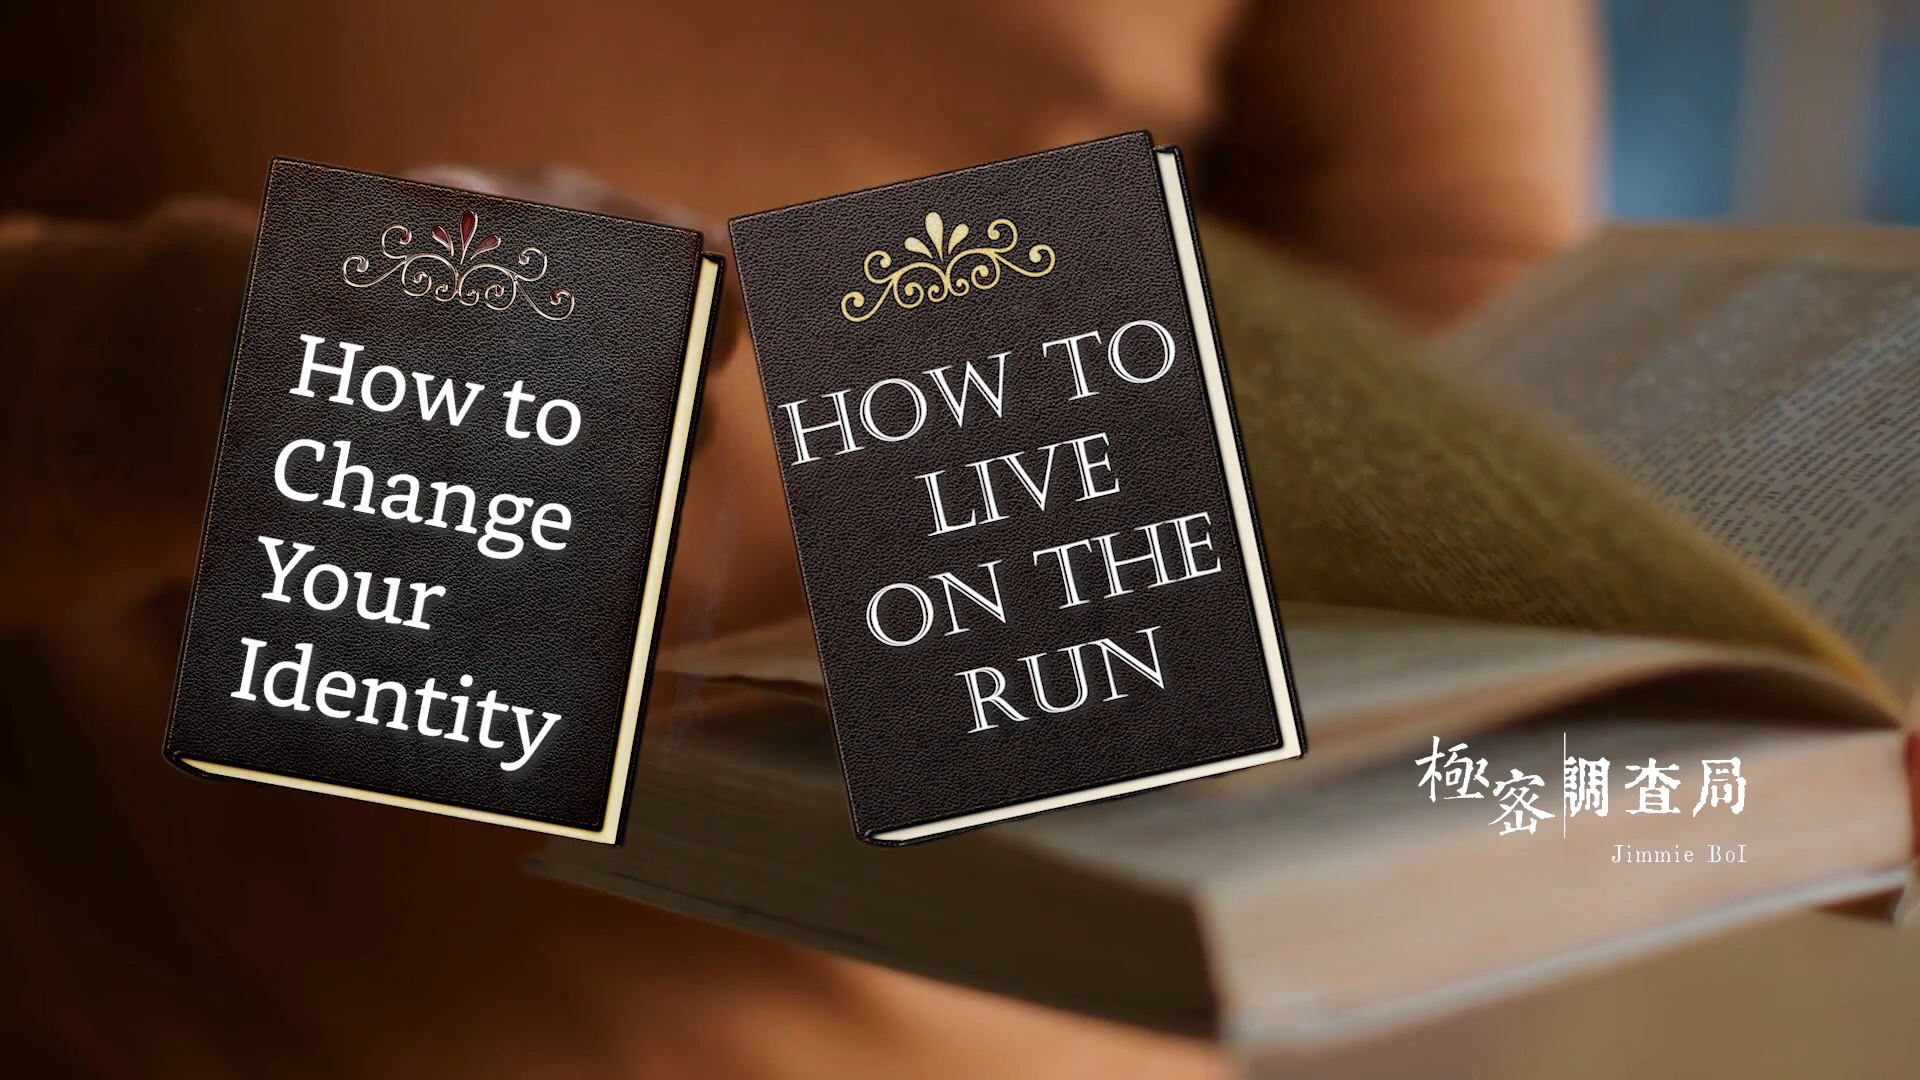 How to
Change
Your
Identity
HOW TO
LIVE
ON THE
RUN
極密調查局
Jimmie BoI